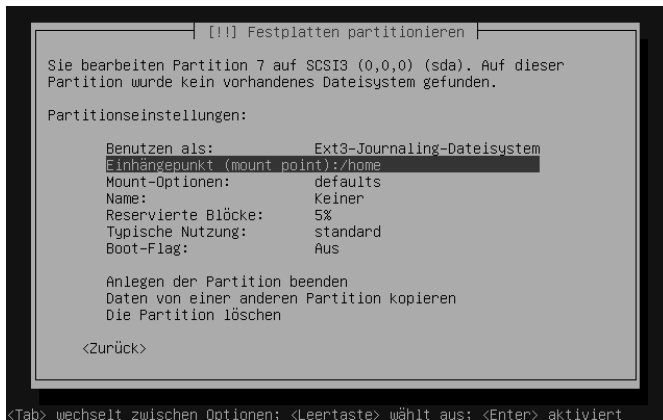 [!!] Festplatten partitionieren
Sie bearbeiten Partition 7 auf SCSI3 (0,0,0) (sda). Auf dieser
Partition wurde kein vorhandenes Dateisystem gefunden.
Partitionseinstellungen:
Benutzen als: Ext3-Journaling-Dateisystem
Einhängepunkt (mount point):/home
Mount-Optionen: defaults
Name: Keiner
Reservierte Blöcke: 5%
Typische Nutzung: standard
Boot-Flag: Aus
Anlegen der Partition beenden
Daten von einer anderen Partition kopieren
Die Partition löschen
<Zurück>
<Tab> wechselt zwischen Optionen; <Leertaste> wählt aus; <Enter> aktiviert